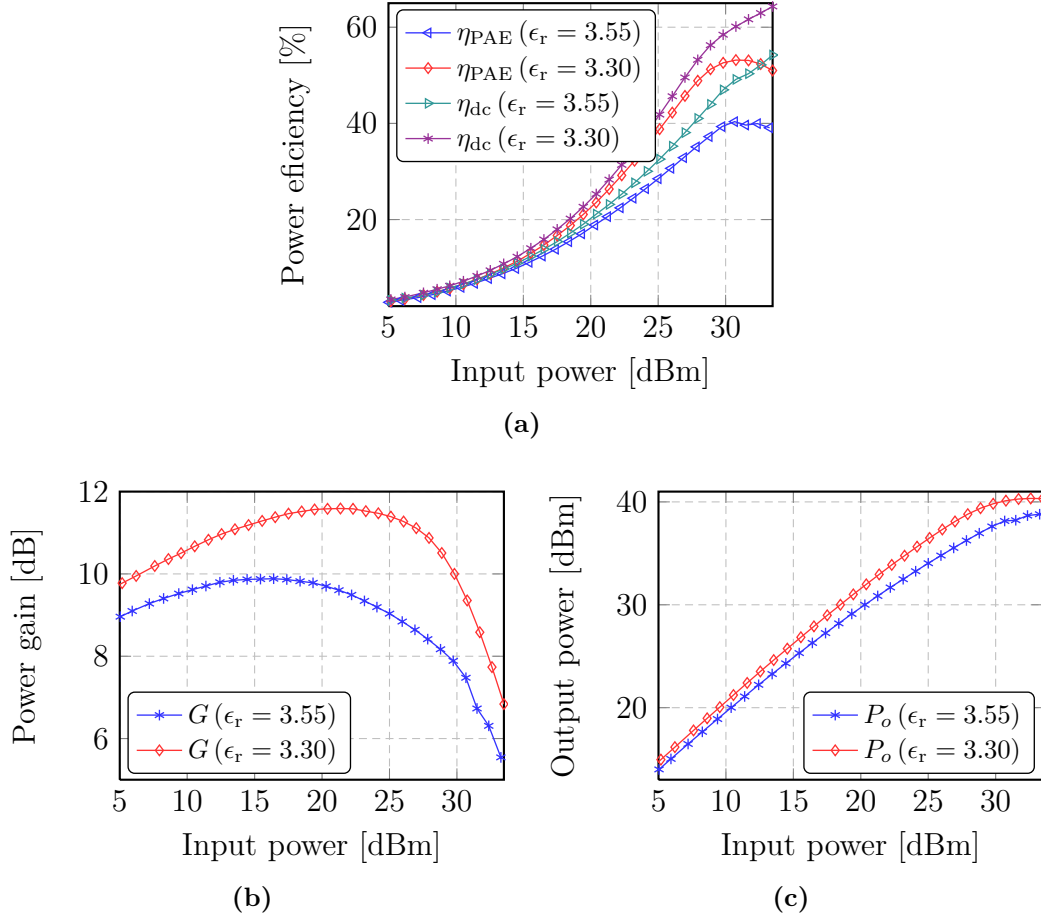 60
40
20
Power eficiency [%]
η_PAE (ϵ_r = 3.55)
η_PAE (ϵ_r = 3.30)
η_dc (ϵ_r = 3.55)
η_dc (ϵ_r = 3.30)
5 10 15 20 25 30
Input power [dBm]
(a)
12
10
8
6
Power gain [dB]
G (ϵ_r = 3.55)
G (ϵ_r = 3.30)
5 10 15 20 25 30
Input power [dBm]
(b)
40
30
20
Output power [dBm]
P_o (ϵ_r = 3.55)
P_o (ϵ_r = 3.30)
5 10 15 20 25 30
Input power [dBm]
(c)